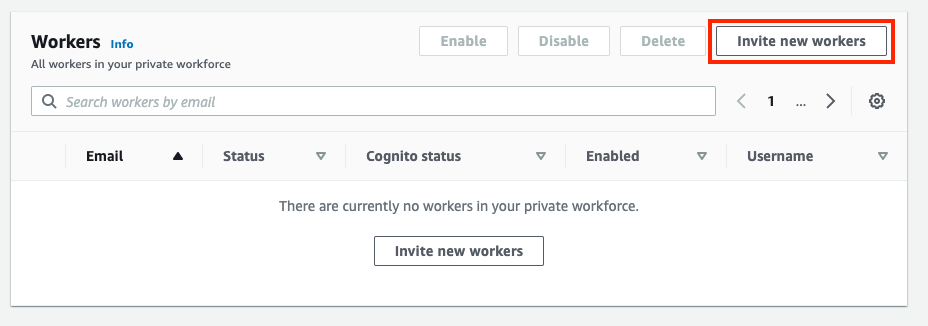 Workers Info
Enable Disable Delete Invite new workers
All workers in your private workforce
Search workers by email
1 ...
Email Status Cognito status Enabled Username
There are currently no workers in your private workforce.
Invite new workers